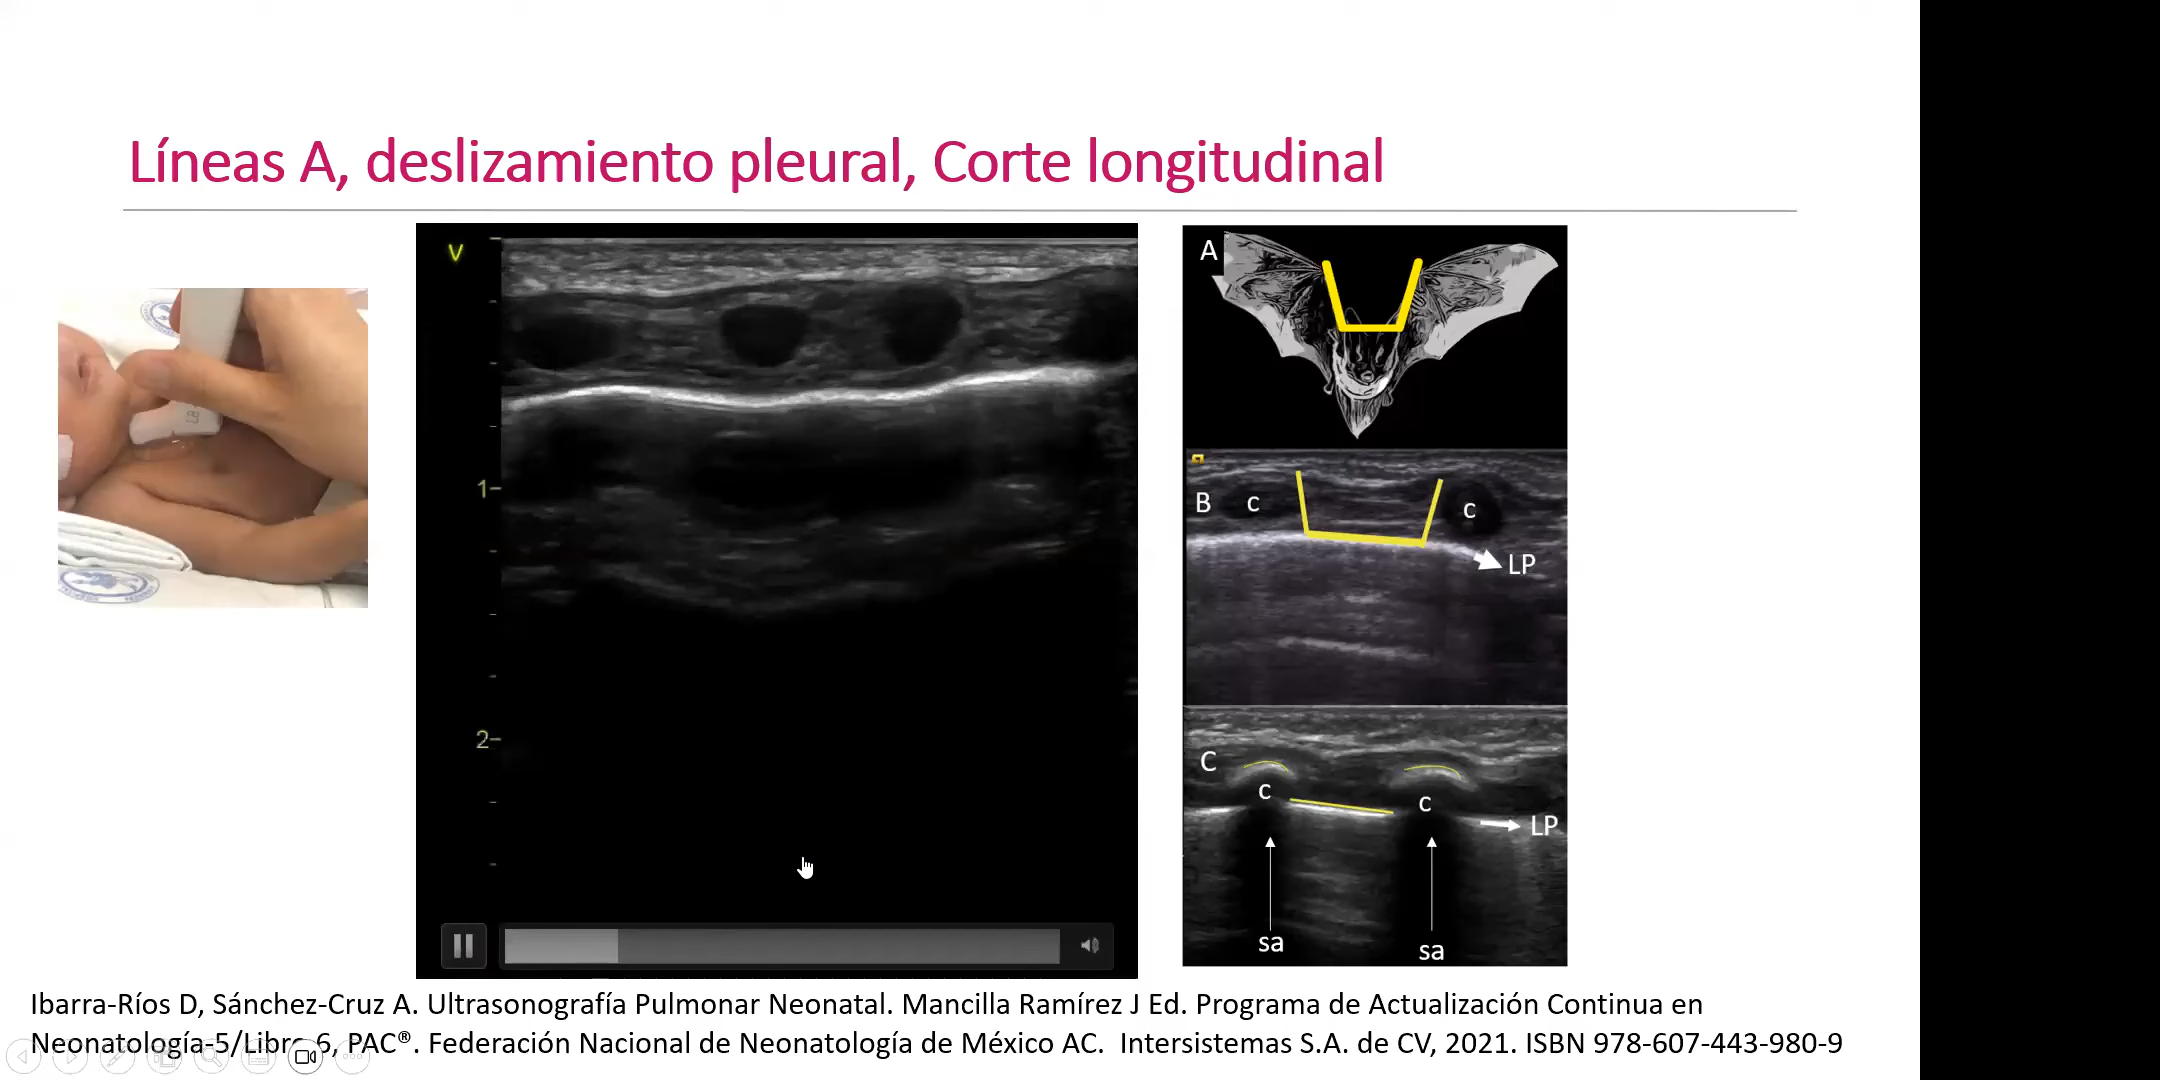 Líneas A, deslizamiento pleural, Corte longitudinal
V
1
2
A
B
c
c
LP
C
c
c
LP
sa
sa
Ibarra-Ríos D, Sánchez-Cruz A. Ultrasonografía Pulmonar Neonatal. Mancilla Ramírez J Ed. Programa de Actualización Continua en
Neonatología-5/Libro 6, PAC®. Federación Nacional de Neonatología de México AC. Intersistemas S.A. de CV, 2021. ISBN 978-607-443-980-9